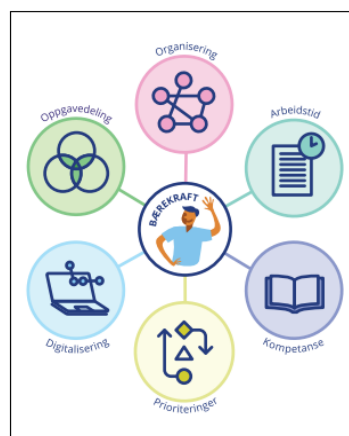 Organisering
Oppgavedeling
Arbeidstid
BÆREKRAFT
Digitalisering
Kompetanse
Prioriteringer